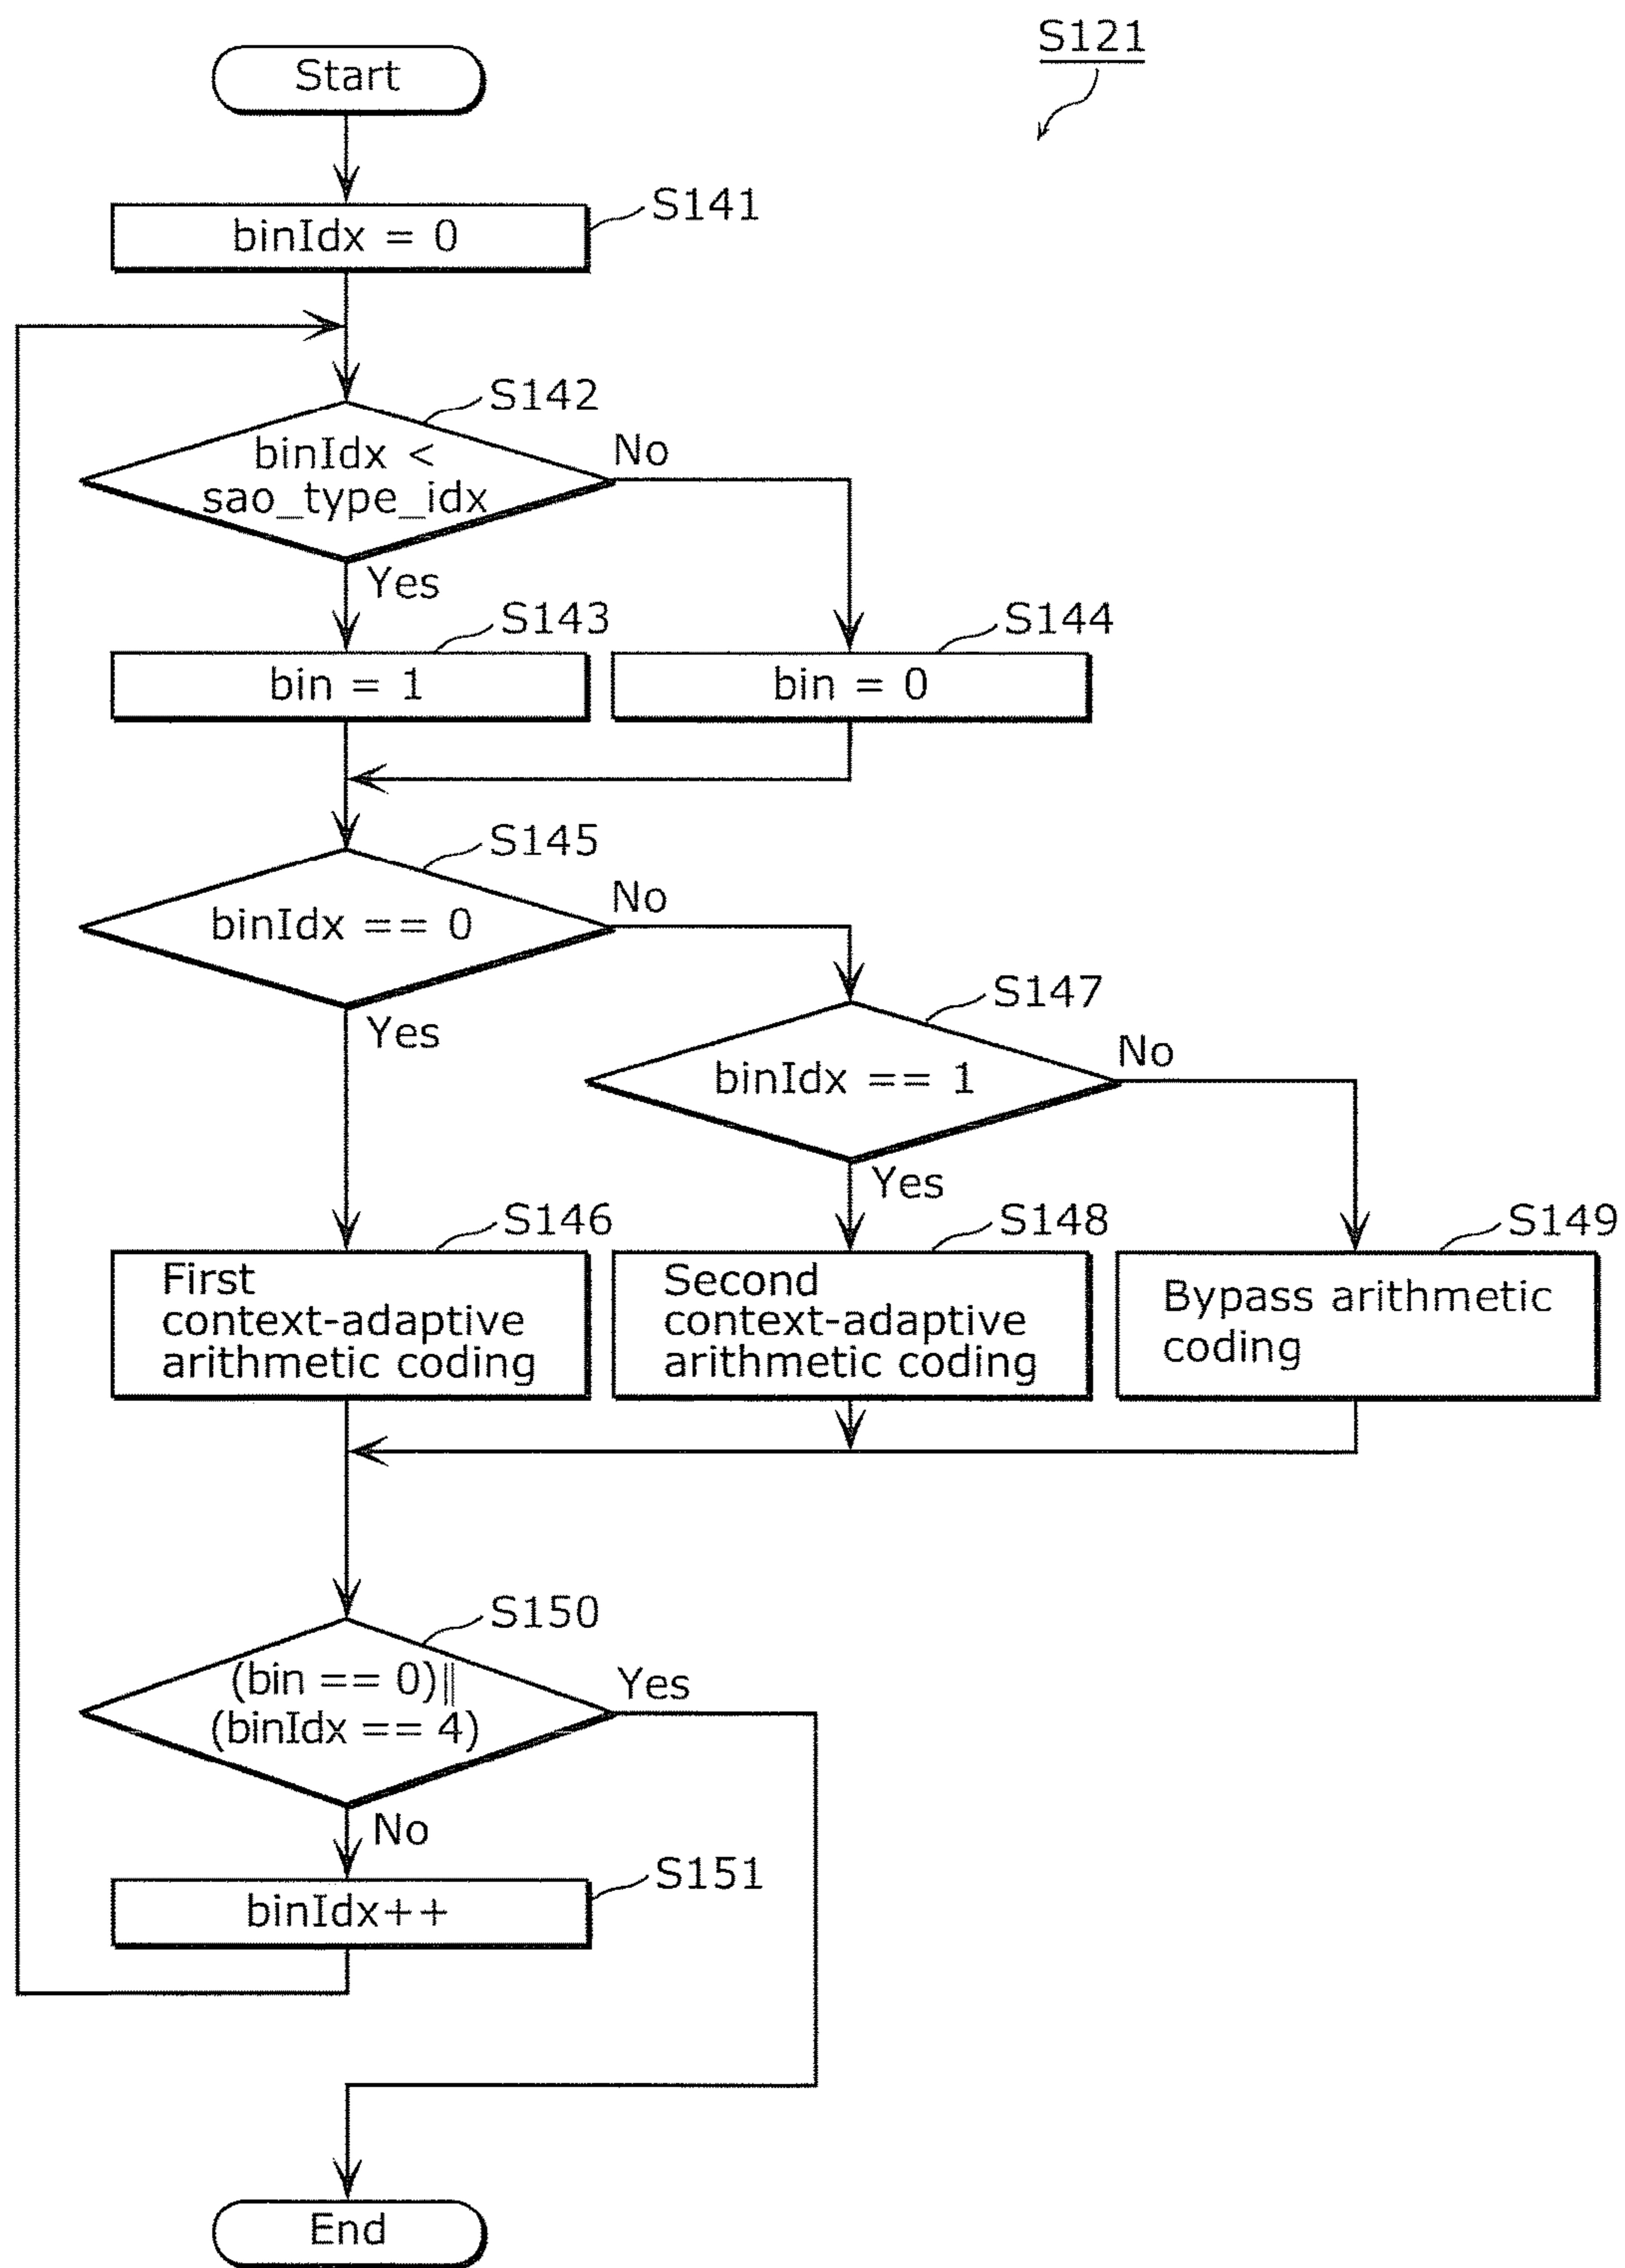 S121
Start
S141
binIdx = 0
S142
binIdx <
sao_type_idx
No
Yes
S143
S144
bin = 1
bin = 0
S145
binIdx == 0
No
Yes
S147
binIdx == 1
No
Yes
S146
S148
S149
First
context-adaptive
arithmetic coding
Second
context-adaptive
arithmetic coding
Bypass arithmetic
coding
S150
(bin == 0)||
(binIdx == 4)
Yes
No
S151
binIdx++
End